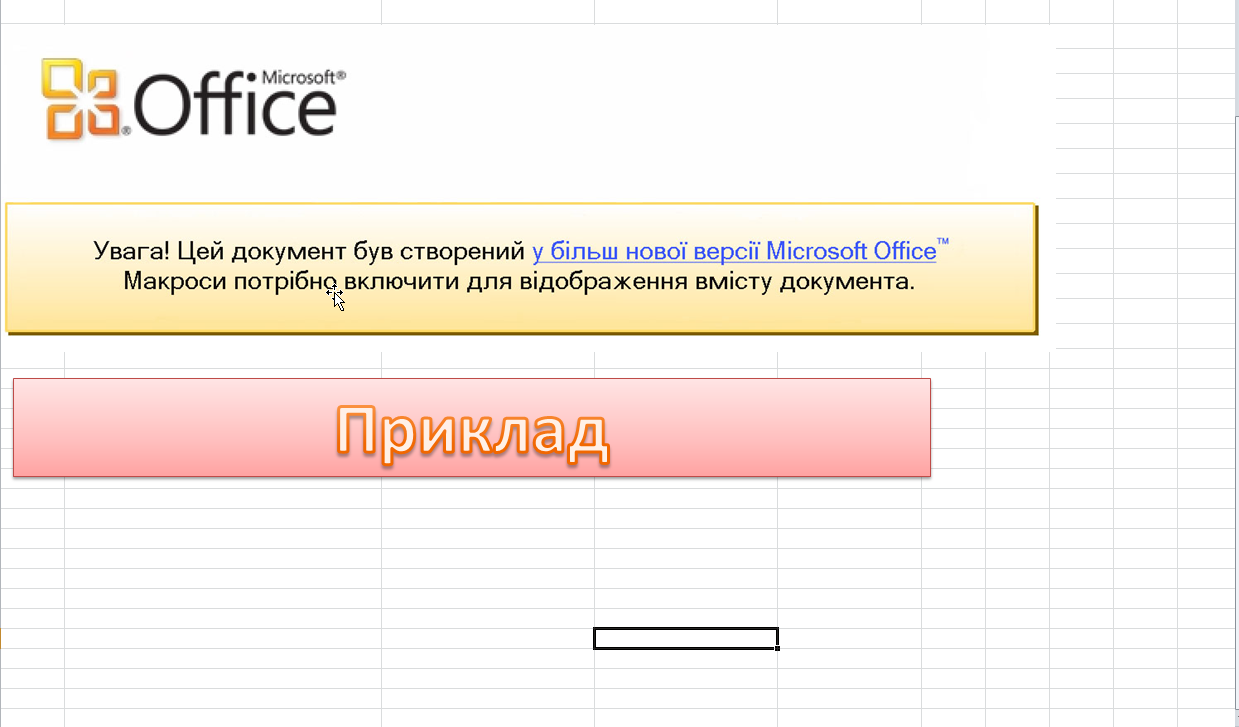 Microsoft®
Office
®
Увага! Цей документ був створений у більш нової версії Microsoft Office™
Макроси потрібно включити для відображення вмісту документа.
Приклад